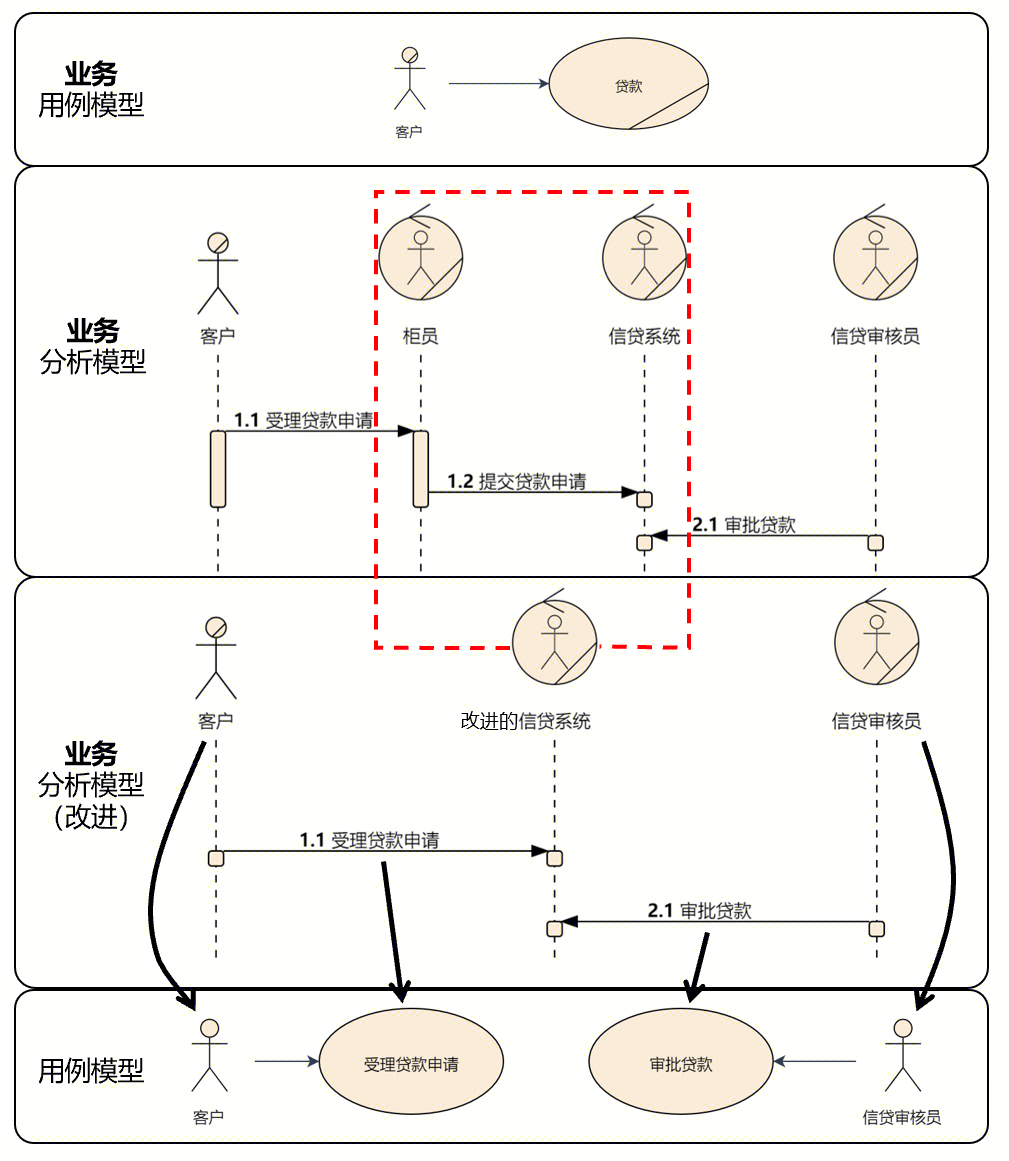 业务
用例模型
贷款
客户
业务
分析模型
客户
柜员
信贷系统
信贷审核员
1.1 受理贷款申请
1.2 提交贷款申请
2.1 审批贷款
业务
分析模型
（改进）
客户
改进的信贷系统
信贷审核员
1.1 受理贷款申请
2.1 审批贷款
用例模型
客户
受理贷款申请
审批贷款
信贷审核员